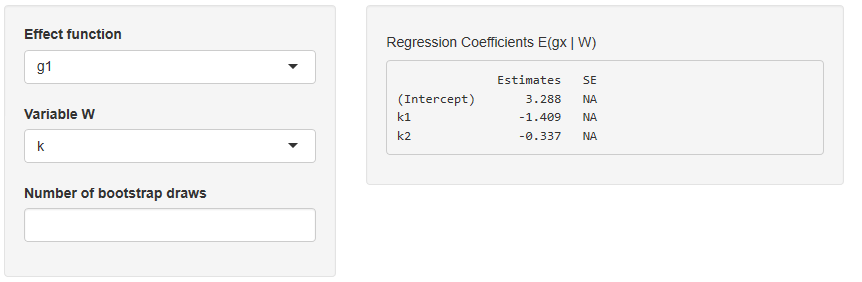 Effect function
g1
Variable W
k
Number of bootstrap draws
Regression Coefficients E(gx | W)
Estimates SE
(Intercept) 3.288 NA
k1 -1.409 NA
k2 -0.337 NA